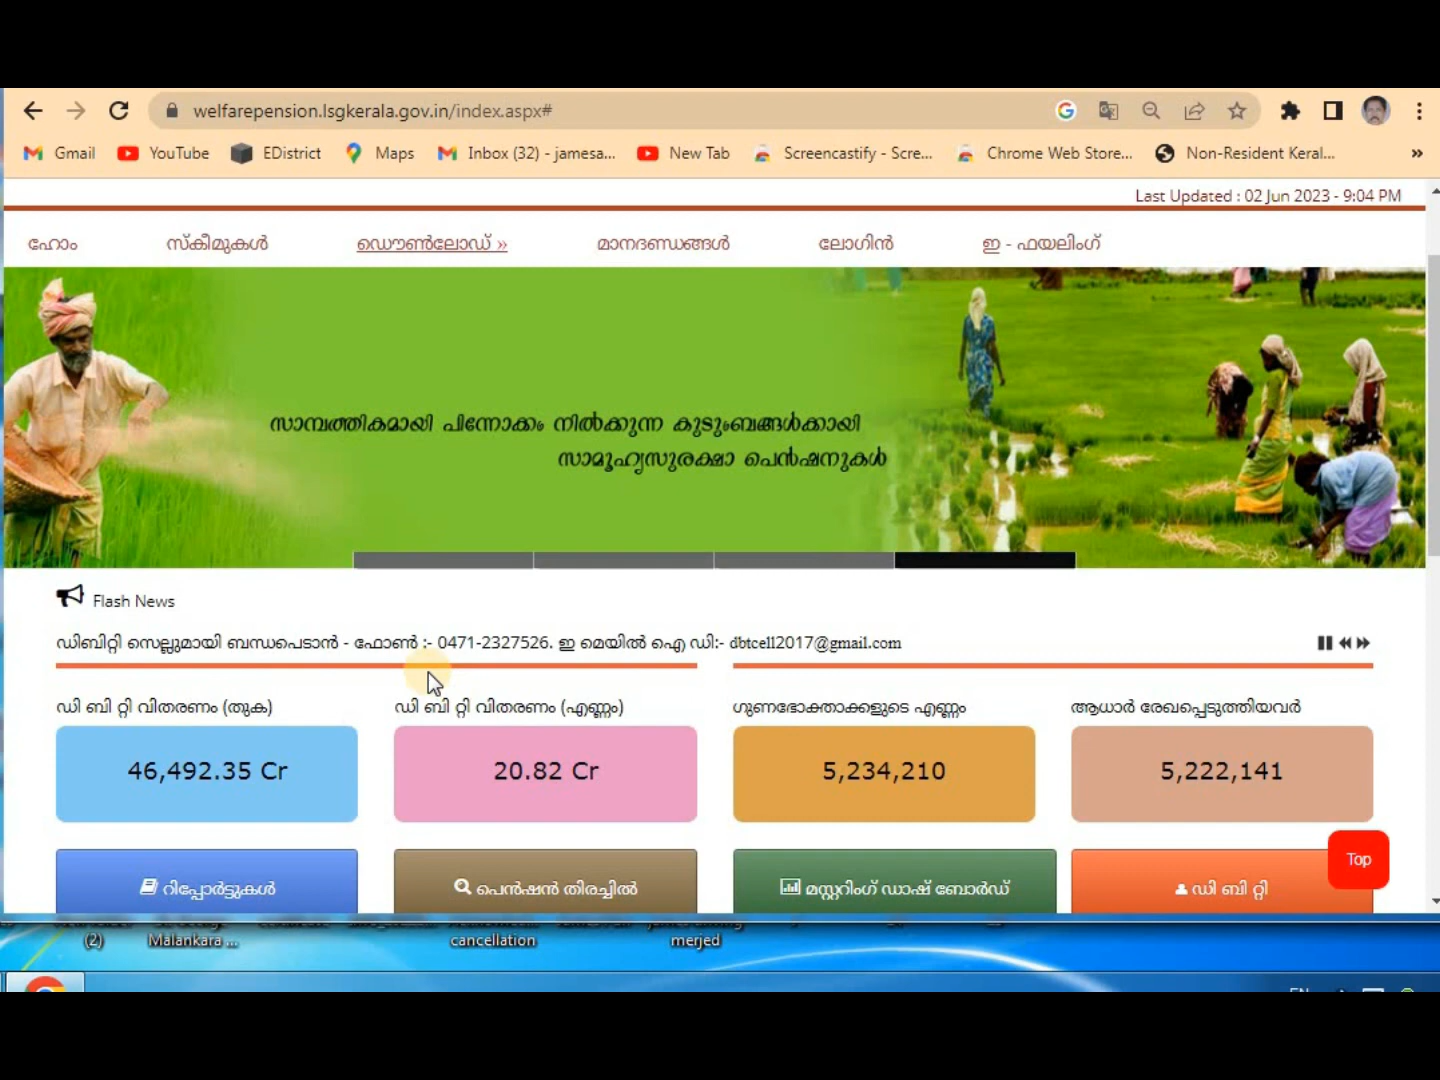 welfarepension.lsgkerala.gov.in/index.aspx#
Gmail YouTube EDistrict Maps Inbox (32) - jamesa... New Tab Screencastify - Scre... Chrome Web Store... Non-Resident Keral... »
Last Updated : 02 Jun 2023 - 9:04 PM
ഹോം സ്കീമുകൾ ഡൌൺലോഡ് » മാനദണ്ഡങ്ങൾ ലോഗിൻ ഇ - ഫയലിംഗ്
സാമ്പത്തികമായി പിന്നോക്കം നിൽക്കുന്ന കുടുംബങ്ങൾക്കായി
സാമൂഹ്യസുരക്ഷാ പെൻഷനുകൾ
Flash News
ഡിബിറ്റി സെല്ലുമായി ബന്ധപെടാൻ - ഫോൺ :- 0471-2327526. ഇ മെയിൽ ഐ ഡി:- dbtcell2017@gmail.com
ഡി ബി റ്റി വിതരണം (തുക) ഡി ബി റ്റി വിതരണം (എണ്ണം) ഗുണഭോക്താക്കളുടെ എണ്ണം ആധാർ രേഖപ്പെടുത്തിയവർ
46,492.35 Cr 20.82 Cr 5,234,210 5,222,141
Top
റിപ്പോർട്ടുകൾ പെൻഷൻ തിരച്ചിൽ മസ്റ്ററിംഗ് ഡാഷ് ബോർഡ് ഡി ബി റ്റി
(2) Malankara ... cancellation merjed